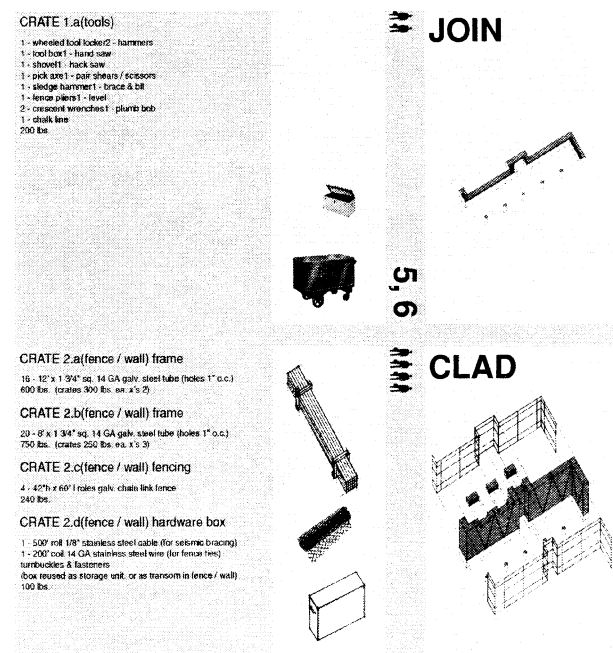 CRATE 1.a(tools)
1 - wheeled tool locker2 - hammers
1 - tool box1 - hand saw
1 - shovel1 - hack saw
1 - pick axe1 - pair shears / scissors
1 - sledge hammer1 - brace & bit
1 - fence pliers1 - level
2 - crescent wrenches1 - plumb bob
1 - chalk line
200 lbs.
JOIN
5, 6
CRATE 2.a(fence / wall) frame
16 - 12' x 1 3/4" sq. 14 GA galv. steel tube (holes 1" o.c.)
600 lbs. (crates 300 lbs. ea. x's 2)
CRATE 2.b(fence / wall) frame
20 - 8' x 1 3/4" sq. 14 GA galv. steel tube (holes 1" o.c.)
750 lbs. (crates 250 lbs. ea. x's 3)
CRATE 2.c(fence / wall) fencing
4 - 42"h x 60' l roles galv. chain link fence
240 lbs.
CRATE 2.d(fence / wall) hardware box
1 - 500' roll 1/8" stainless steel cable (for seismic bracing)
1 - 200' coil 14 GA stainless steel wire (for fence ties)
turnbuckles & fasteners
(box reused as storage unit, or as transom in fence / wall)
100 lbs.
CLAD